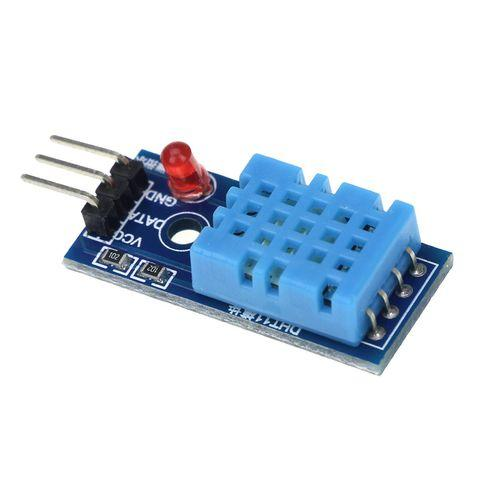 GND
DATA
VCC
102
102
DHT11模块